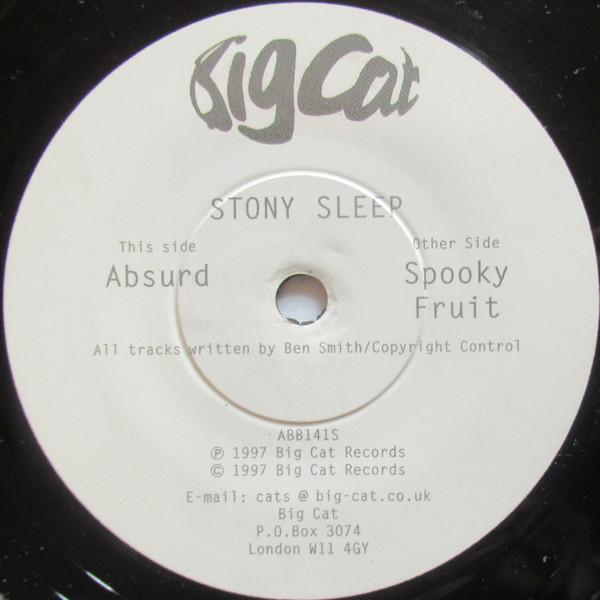 Big Cat
STONY SLEEP
This side
Absurd
Other Side
Spooky
Fruit
All tracks written by Ben Smith/Copyright Control
ABB141S
℗ 1997 Big Cat Records
© 1997 Big Cat Records
E-mail: cats @ big-cat.co.uk
Big Cat
P.O.Box 3074
London W11 4GY